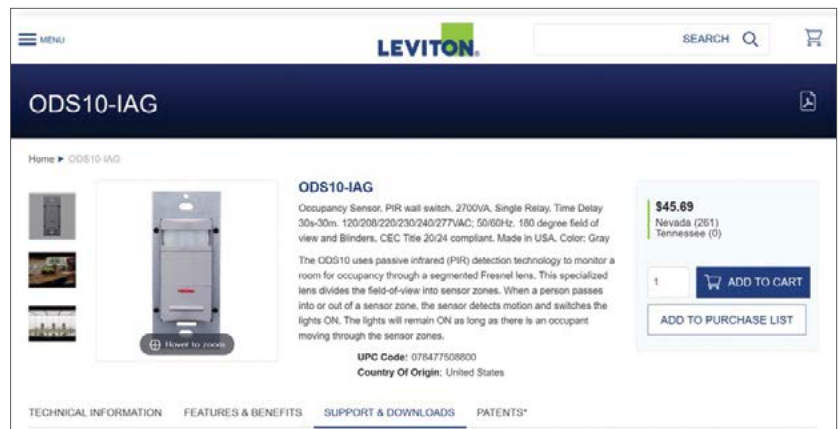 MENU
LEVITON®
SEARCH
ODS10-IAG
Home ► ODS10-IAG
ODS10-IAG
Occupancy Sensor, PIR wall switch. 2700VA, Single Relay, Time Delay
30s-30m. 120/208/220/230/240/277VAC; 50/60Hz. 180 degree field of
view and Blinders, CEC Title 20/24 compliant. Made in USA. Color: Gray
The ODS10 uses passive infrared (PIR) detection technology to monitor a
room for occupancy through a segmented Fresnel lens. This specialized
lens divides the field-of-view into sensor zones. When a person passes
into or out of a sensor zone, the sensor detects motion and switches the
lights ON. The lights will remain ON as long as there is an occupant
moving through the sensor zones.
UPC Code: 078477508800
Country Of Origin: United States
Hover to zoom
$45.69
Nevada (261)
Tennessee (0)
1
ADD TO CART
ADD TO PURCHASE LIST
TECHNICAL INFORMATION FEATURES & BENEFITS SUPPORT & DOWNLOADS PATENTS*